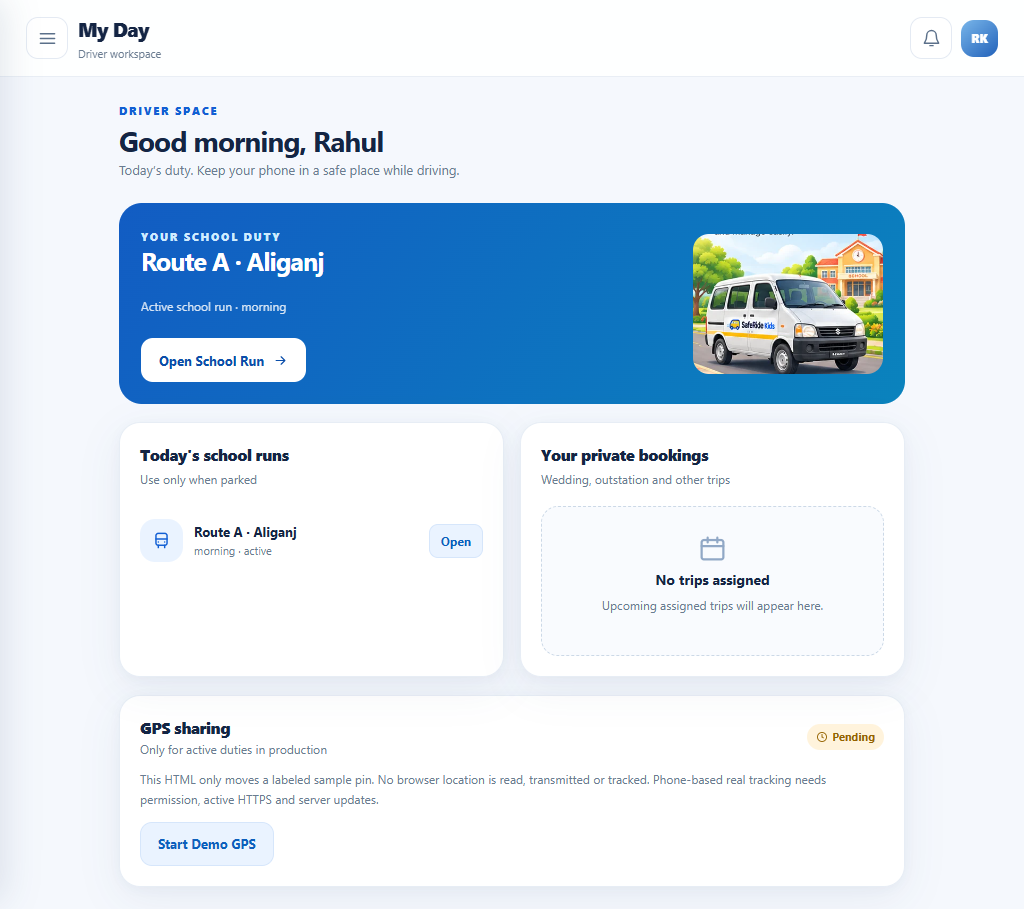 My Day
Driver workspace
RK
DRIVER SPACE
Good morning, Rahul
Today's duty. Keep your phone in a safe place while driving.
YOUR SCHOOL DUTY
Route A · Aliganj
Active school run · morning
Open School Run →
SCHOOL
SafeRide Kids
Today's school runs
Use only when parked
Route A · Aliganj
morning · active
Open
Your private bookings
Wedding, outstation and other trips
No trips assigned
Upcoming assigned trips will appear here.
GPS sharing
Only for active duties in production
Pending
This HTML only moves a labeled sample pin. No browser location is read, transmitted or tracked. Phone-based real tracking needs
permission, active HTTPS and server updates.
Start Demo GPS